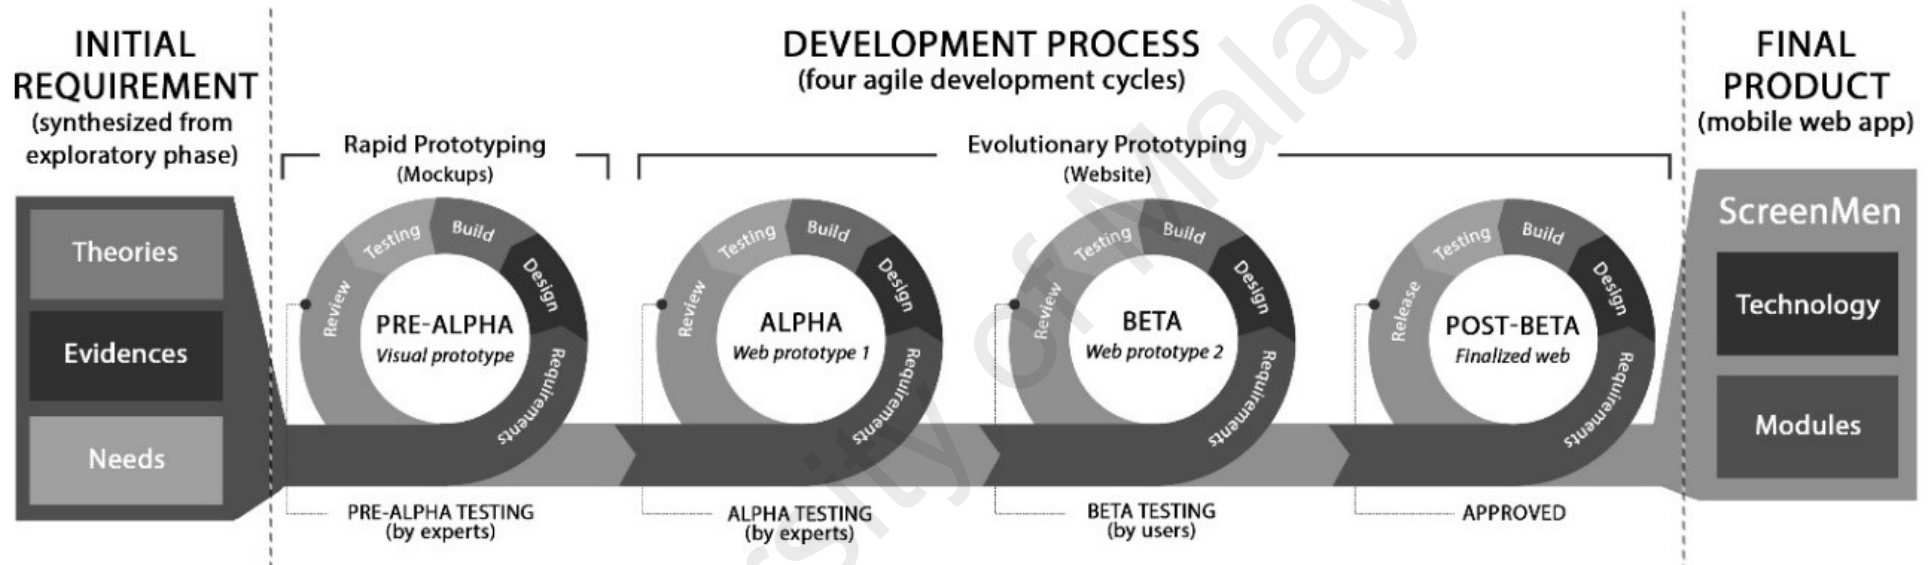 INITIAL
REQUIREMENT
(synthesized from
exploratory phase)
Theories
Evidences
Needs
DEVELOPMENT PROCESS
(four agile development cycles)
Rapid Prototyping
(Mockups)
Evolutionary Prototyping
(Website)
Requirements
Design
Build
Testing
Review
PRE-ALPHA
Visual prototype
PRE-ALPHA TESTING
(by experts)
Requirements
Design
Build
Testing
Review
ALPHA
Web prototype 1
ALPHA TESTING
(by experts)
Requirements
Design
Build
Testing
Review
BETA
Web prototype 2
BETA TESTING
(by users)
Requirements
Design
Build
Testing
Release
POST-BETA
Finalized web
APPROVED
FINAL
PRODUCT
(mobile web app)
ScreenMen
Technology
Modules
rsity of Malay